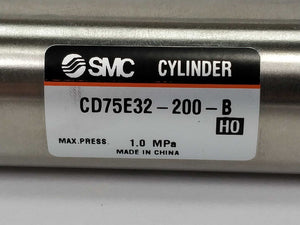 SMC CYLINDER
CD75E32-200-B
HO
MAX.PRESS. 1.0 MPa
MADE IN CHINA